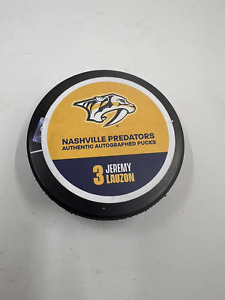 NASHVILLE PREDATORS
AUTHENTIC AUTOGRAPHED PUCKS
3 JEREMY
LAUZON